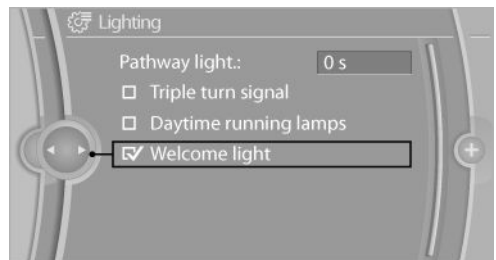 Lighting
Pathway light.: 0 s
Triple turn signal
Daytime running lamps
Welcome light